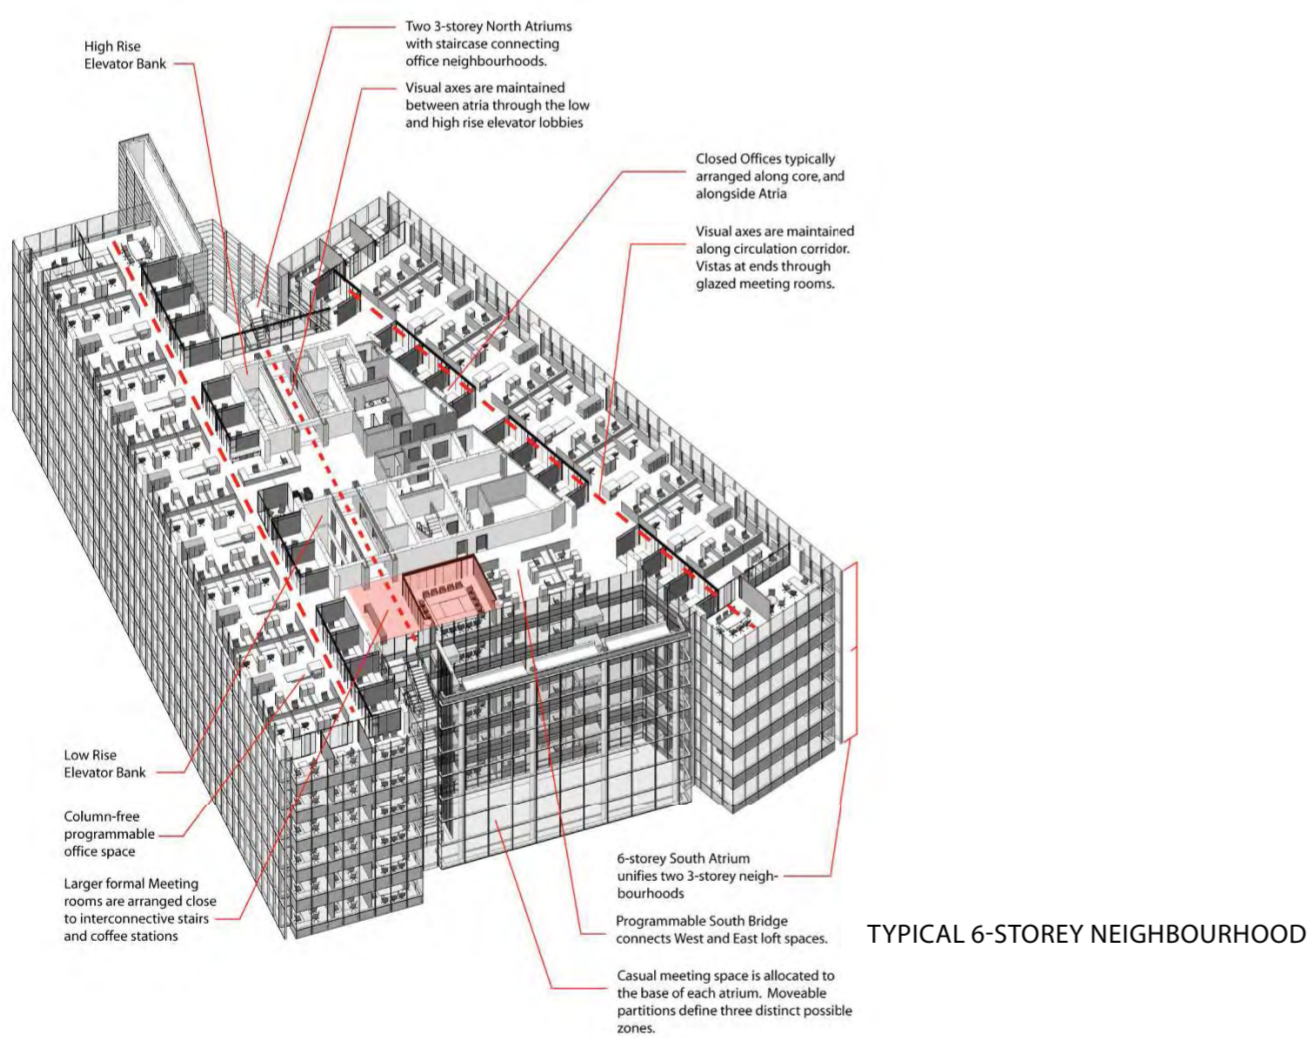 Two 3-storey North Atriums
with staircase connecting
office neighbourhoods.
High Rise
Elevator Bank
Visual axes are maintained
between atria through the low
and high rise elevator lobbies
Closed Offices typically
arranged along core, and
alongside Atria
Visual axes are maintained
along circulation corridor.
Vistas at ends through
glazed meeting rooms.
Low Rise
Elevator Bank
Column-free
programmable
office space
Larger formal Meeting
rooms are arranged close
to interconnective stairs
and coffee stations
6-storey South Atrium
unifies two 3-storey neigh-
bourhoods
Programmable South Bridge
connects West and East loft spaces.
TYPICAL 6-STOREY NEIGHBOURHOOD
Casual meeting space is allocated to
the base of each atrium.  Moveable
partitions define three distinct possible
zones.